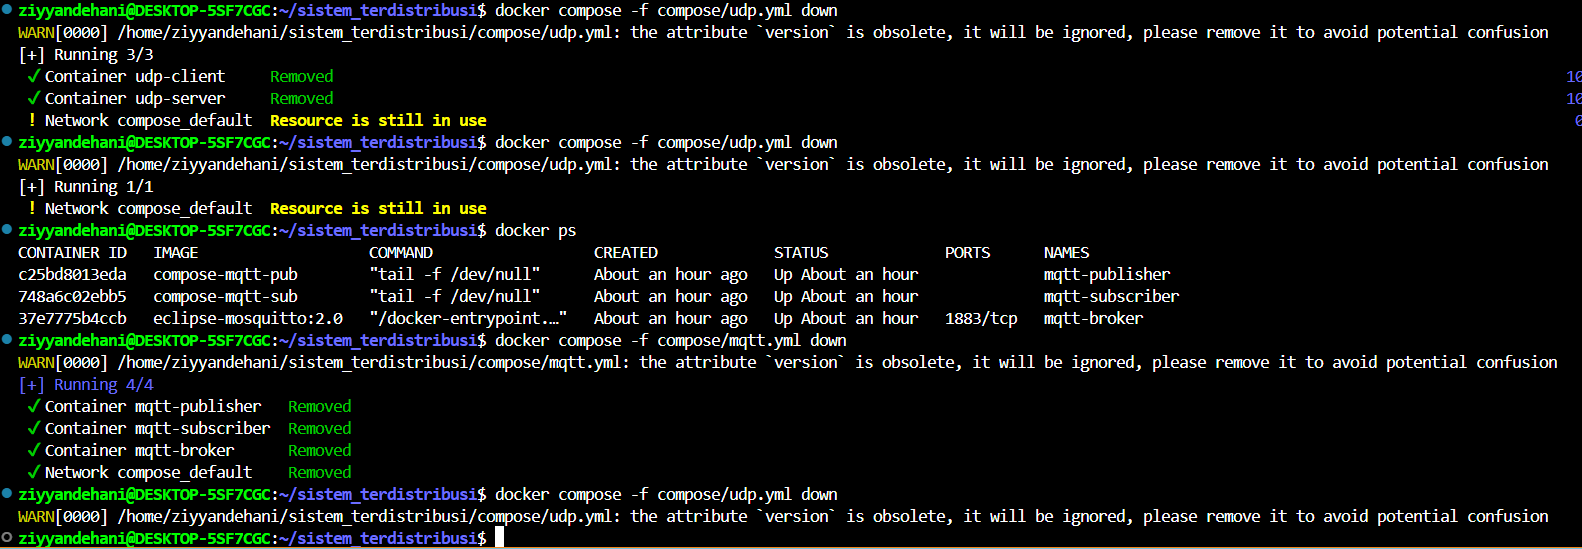 ziyyandehani@DESKTOP-5SF7CGC:~/sistem_terdistribusi$ docker compose -f compose/udp.yml down
WARN[0000] /home/ziyyandehani/sistem_terdistribusi/compose/udp.yml: the attribute `version` is obsolete, it will be ignored, please remove it to avoid potential confusion
[+] Running 3/3
✓ Container udp-client Removed 10
✓ Container udp-server Removed 10
! Network compose_default Resource is still in use 0
ziyyandehani@DESKTOP-5SF7CGC:~/sistem_terdistribusi$ docker compose -f compose/udp.yml down
WARN[0000] /home/ziyyandehani/sistem_terdistribusi/compose/udp.yml: the attribute `version` is obsolete, it will be ignored, please remove it to avoid potential confusion
[+] Running 1/1
! Network compose_default Resource is still in use
ziyyandehani@DESKTOP-5SF7CGC:~/sistem_terdistribusi$ docker ps
CONTAINER ID IMAGE COMMAND CREATED STATUS PORTS NAMES
c25bd8013eda compose-mqtt-pub "tail -f /dev/null" About an hour ago Up About an hour mqtt-publisher
748a6c02ebb5 compose-mqtt-sub "tail -f /dev/null" About an hour ago Up About an hour mqtt-subscriber
37e7775b4ccb eclipse-mosquitto:2.0 "/docker-entrypoint.…" About an hour ago Up About an hour 1883/tcp mqtt-broker
ziyyandehani@DESKTOP-5SF7CGC:~/sistem_terdistribusi$ docker compose -f compose/mqtt.yml down
WARN[0000] /home/ziyyandehani/sistem_terdistribusi/compose/mqtt.yml: the attribute `version` is obsolete, it will be ignored, please remove it to avoid potential confusion
[+] Running 4/4
✓ Container mqtt-publisher Removed
✓ Container mqtt-subscriber Removed
✓ Container mqtt-broker Removed
✓ Network compose_default Removed
ziyyandehani@DESKTOP-5SF7CGC:~/sistem_terdistribusi$ docker compose -f compose/udp.yml down
WARN[0000] /home/ziyyandehani/sistem_terdistribusi/compose/udp.yml: the attribute `version` is obsolete, it will be ignored, please remove it to avoid potential confusion
ziyyandehani@DESKTOP-5SF7CGC:~/sistem_terdistribusi$